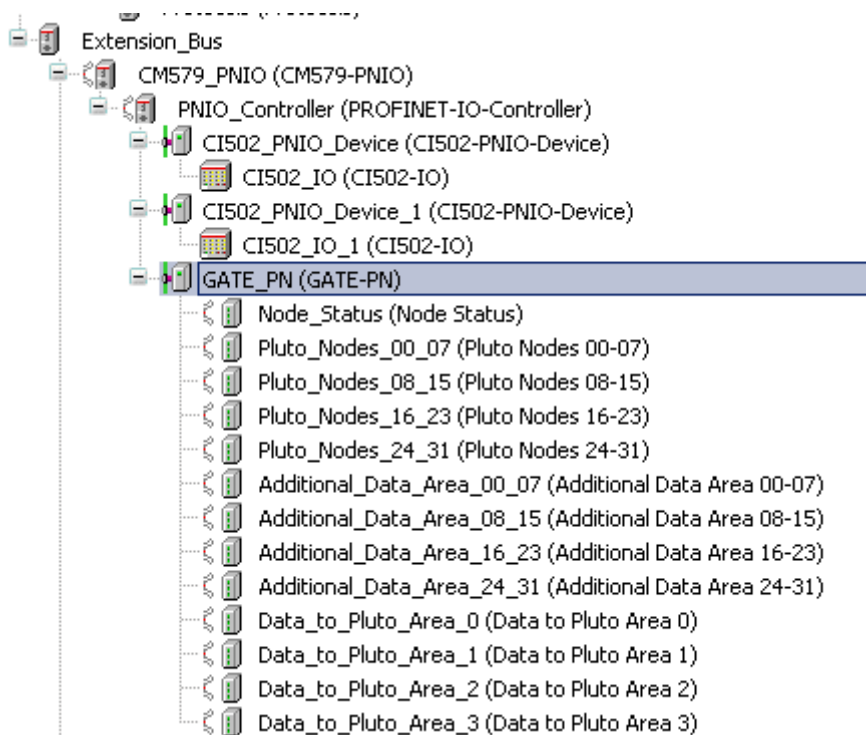 Extension_Bus
CM579_PNIO (CM579-PNIO)
PNIO_Controller (PROFINET-IO-Controller)
CI502_PNIO_Device (CI502-PNIO-Device)
CI502_IO (CI502-IO)
CI502_PNIO_Device_1 (CI502-PNIO-Device)
CI502_IO_1 (CI502-IO)
GATE_PN (GATE-PN)
Node_Status (Node Status)
Pluto_Nodes_00_07 (Pluto Nodes 00-07)
Pluto_Nodes_08_15 (Pluto Nodes 08-15)
Pluto_Nodes_16_23 (Pluto Nodes 16-23)
Pluto_Nodes_24_31 (Pluto Nodes 24-31)
Additional_Data_Area_00_07 (Additional Data Area 00-07)
Additional_Data_Area_08_15 (Additional Data Area 08-15)
Additional_Data_Area_16_23 (Additional Data Area 16-23)
Additional_Data_Area_24_31 (Additional Data Area 24-31)
Data_to_Pluto_Area_0 (Data to Pluto Area 0)
Data_to_Pluto_Area_1 (Data to Pluto Area 1)
Data_to_Pluto_Area_2 (Data to Pluto Area 2)
Data_to_Pluto_Area_3 (Data to Pluto Area 3)